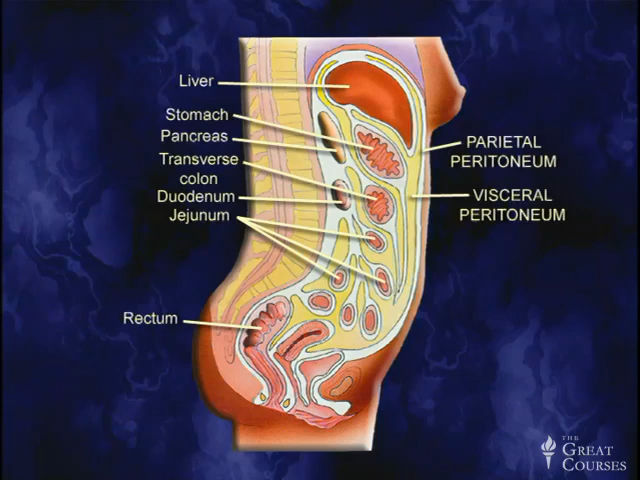 Liver
Stomach
Pancreas
Transverse
colon
Duodenum
Jejunum
Rectum
PARIETAL
PERITONEUM
VISCERAL
PERITONEUM
THE
GREAT
COURSES